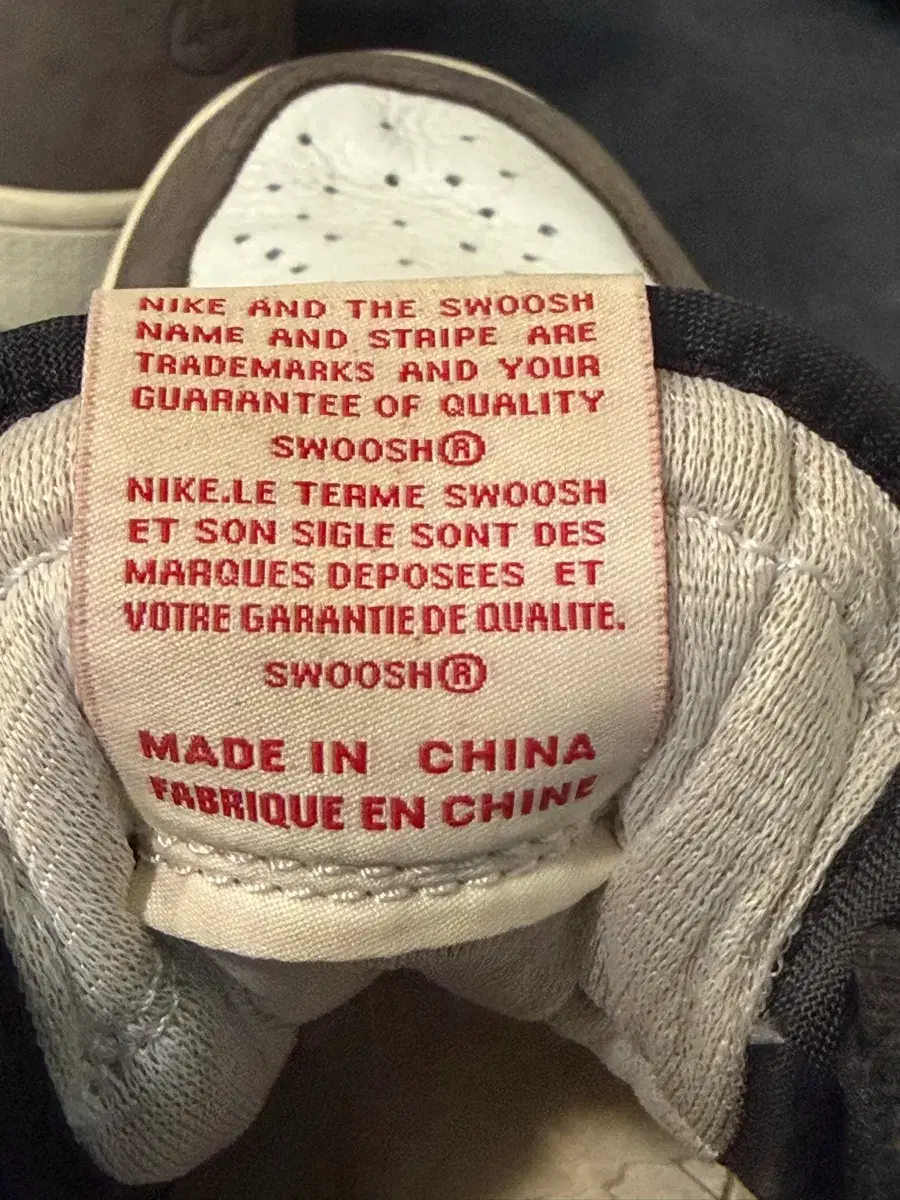 NIKE AND THE SWOOSH
NAME AND STRIPE ARE
TRADEMARKS AND YOUR
GUARANTEE OF QUALITY
SWOOSH®
NIKE.LE TERME SWOOSH
ET SON SIGLE SONT DES
MARQUES DEPOSEES ET
VOTRE GARANTIE DE QUALITE.
SWOOSH®
MADE IN CHINA
FABRIQUE EN CHINE